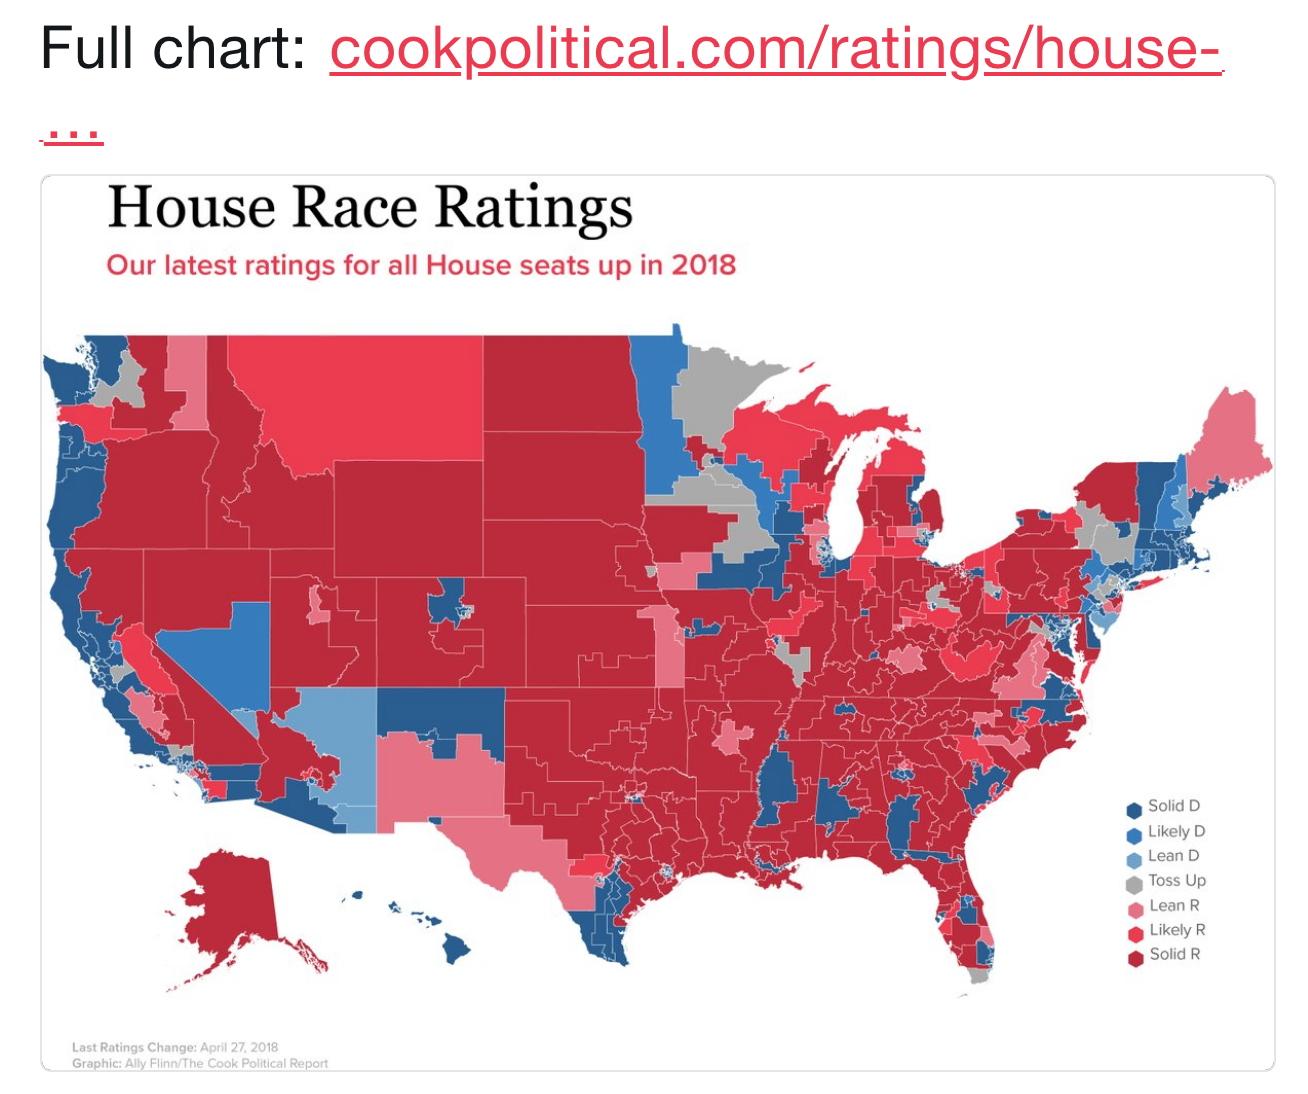 Full chart: cookpolitical.com/ratings/house-
…
House Race Ratings
Our latest ratings for all House seats up in 2018
Solid D
Likely D
Lean D
Toss Up
Lean R
Likely R
Solid R
Last Ratings Change: April 27, 2018
Graphic: Ally Flinn/The Cook Political Report